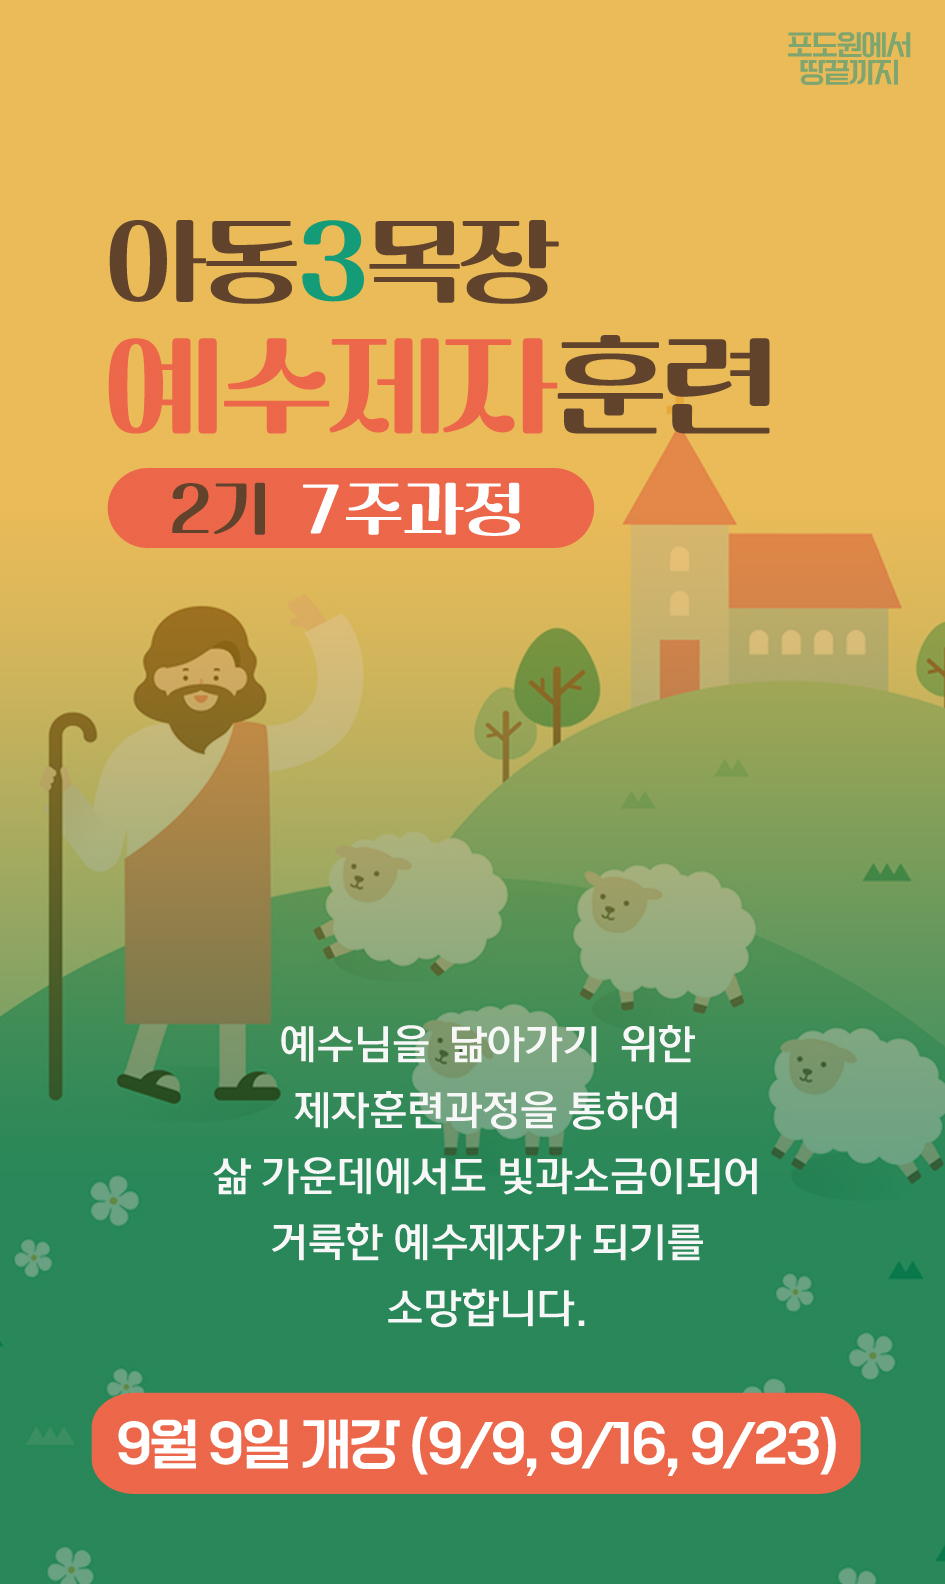 포도원에서
땅끝까지
아동3목장
예수제자훈련
2기 7주과정
예수님을 닮아가기 위한
제자훈련과정을 통하여
삶 가운데에서도 빛과소금이되어
거룩한 예수제자가 되기를
소망합니다.
9월 9일 개강 (9/9, 9/16, 9/23)